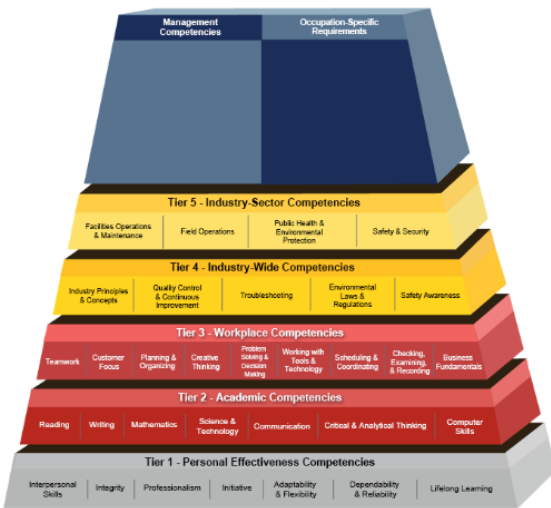 Management
Competencies
Occupation-Specific
Requirements
Tier 5 - Industry-Sector Competencies
Facilities Operations
& Maintenance
Field Operations
Public Health &
Environmental
Protection
Safety & Security
Tier 4 - Industry-Wide Competencies
Industry Principles
& Concepts
Quality Control
& Continuous
Improvement
Troubleshooting
Environmental
Laws &
Regulations
Safety Awareness
Tier 3 - Workplace Competencies
Teamwork
Customer
Focus
Planning &
Organizing
Creative
Thinking
Problem
Solving &
Decision
Making
Working with
Tools &
Technology
Scheduling &
Coordinating
Checking,
Examining,
& Recording
Business
Fundamentals
Tier 2 - Academic Competencies
Reading
Writing
Mathematics
Science &
Technology
Communication
Critical & Analytical Thinking
Computer
Skills
Tier 1 - Personal Effectiveness Competencies
Interpersonal
Skills
Integrity
Professionalism
Initiative
Adaptability
& Flexibility
Dependability
& Reliability
Lifelong Learning